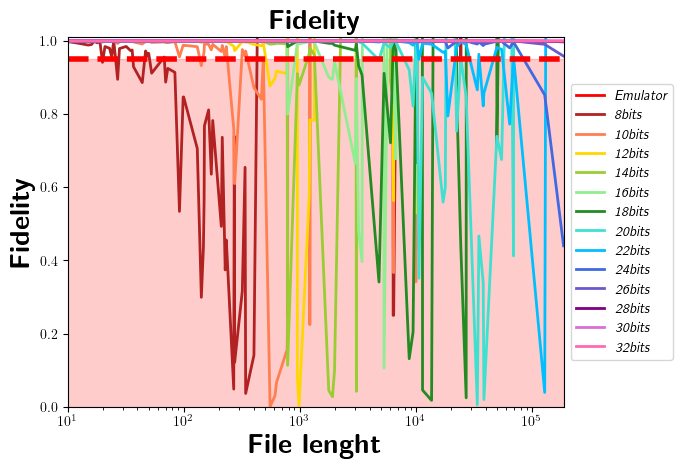 Fidelity
Fidelity
1.0
0.8
0.6
0.4
0.2
0.0
10^1
10^2
10^3
10^4
10^5
File lenght
Emulator
8bits
10bits
12bits
14bits
16bits
18bits
20bits
22bits
24bits
26bits
28bits
30bits
32bits